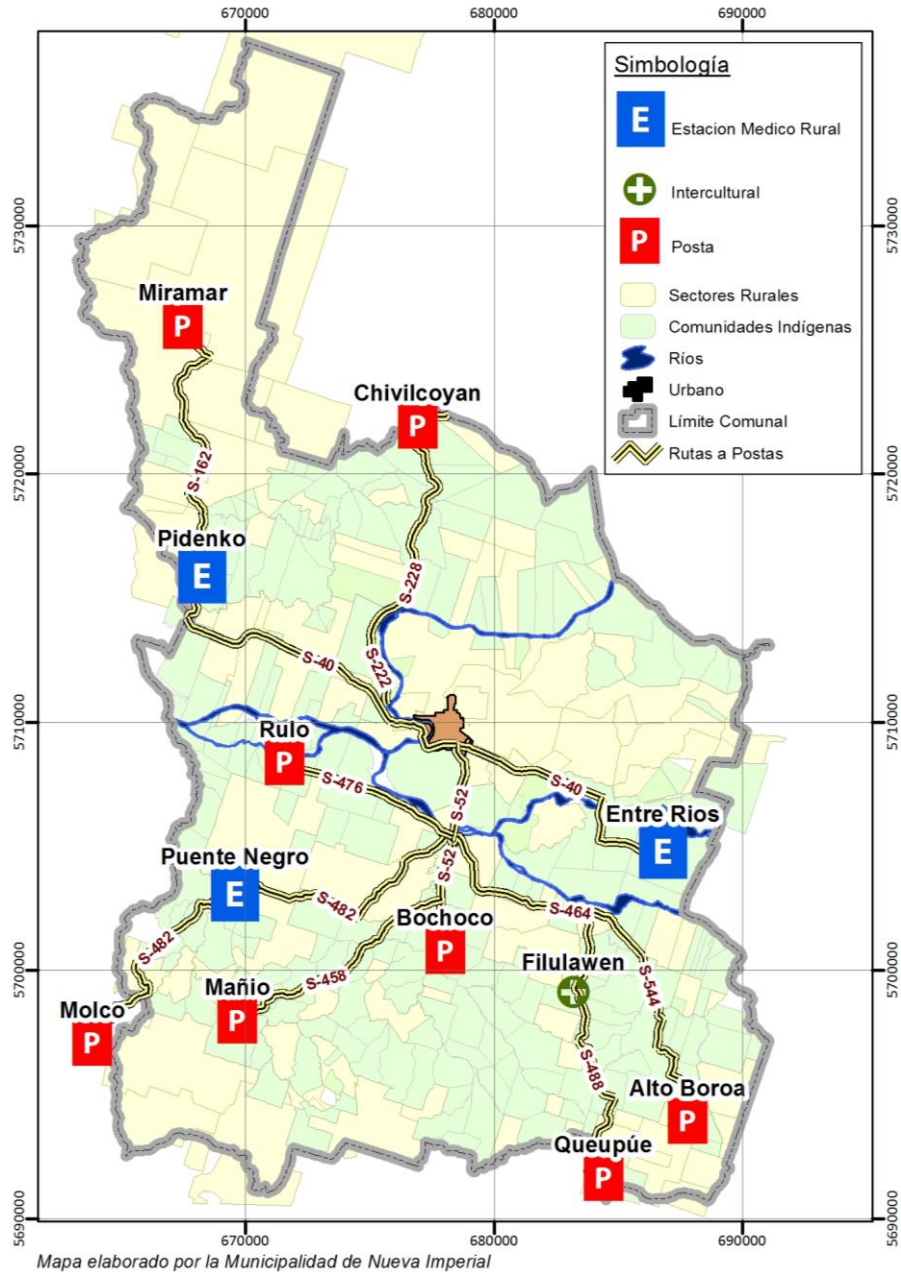 670000 680000 690000
Simbología
E Estacion Medico Rural
Intercultural
P Posta
Sectores Rurales
Comunidades Indígenas
Ríos
Urbano
Límite Comunal
Rutas a Postas
5730000 5730000
Miramar
P
Chivilcoyan
P
5720000 5720000
S-162
Pidenko
E
S-228
S-40
S-222
5710000 5710000
Rulo
P
S-476
S-40
S-52
Entre Rios
E
Puente Negro
E
S-52
S-482
S-464
Bochoco
P
S-482
Filulawen
5700000 5700000
S-458
Mañio
P
S-544
Molco
P
S-488
Alto Boroa
P
Queupúe
P
5690000 5690000
670000 680000 690000
Mapa elaborado por la Municipalidad de Nueva Imperial